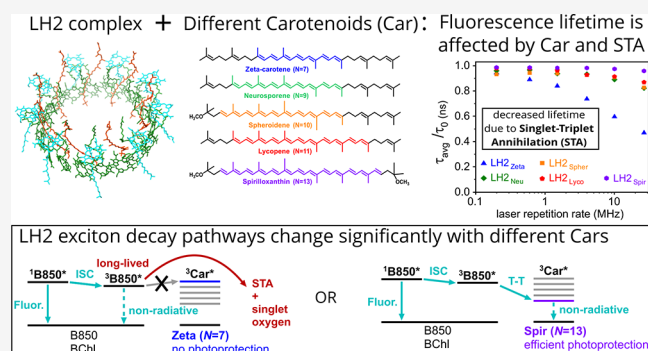 LH2 complex + Different Carotenoids (Car):
Fluorescence lifetime is
affected by Car and STA
Zeta-carotene (N=7)
Neurosporene (N=9)
H₃CO
Spheroidene (N=10)
Lycopene (N=11)
Spirilloxanthin (N=13)
H₃CO
OCH₃
τavg/τ0 (ns)
1.0
0.8
0.6
0.4
0.2
0.0
decreased lifetime
due to Singlet-Triplet
Annihilation (STA)
LH2Zeta
LH2Spher
LH2Neu
LH2Lyco
LH2Spir
0.1
1
10
laser repetition rate (MHz)
LH2 exciton decay pathways change significantly with different Cars
¹B850*
ISC
long-lived
³B850*
³Car*
Fluor.
non-radiative
STA
+
singlet
oxygen
B850
BChl
Zeta (N=7)
no photoprotection
OR
¹B850*
ISC
³B850*
T-T
³Car*
Fluor.
non-radiative
B850
BChl
Spir (N=13)
efficient photoprotection